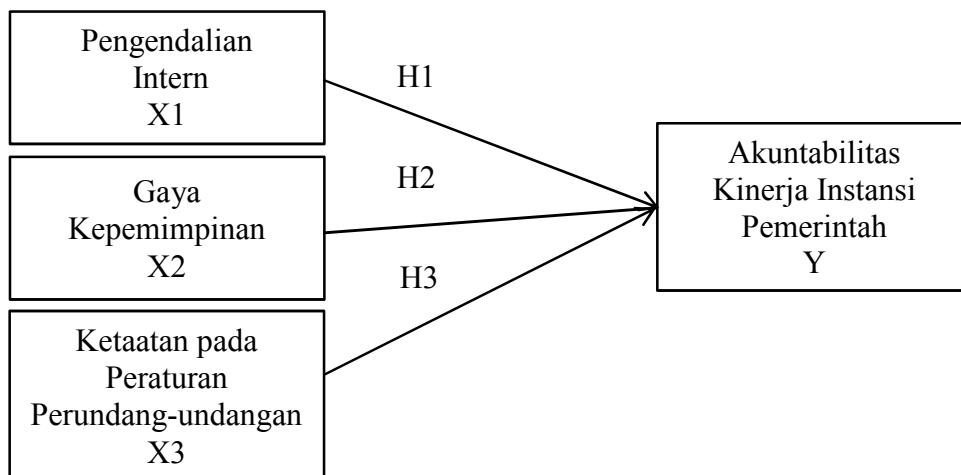 Pengendalian
Intern
X1
H1
Gaya
Kepemimpinan
X2
H2
Ketaatan pada
Peraturan
Perundang-undangan
X3
H3
Akuntabilitas
Kinerja Instansi
Pemerintah
Y